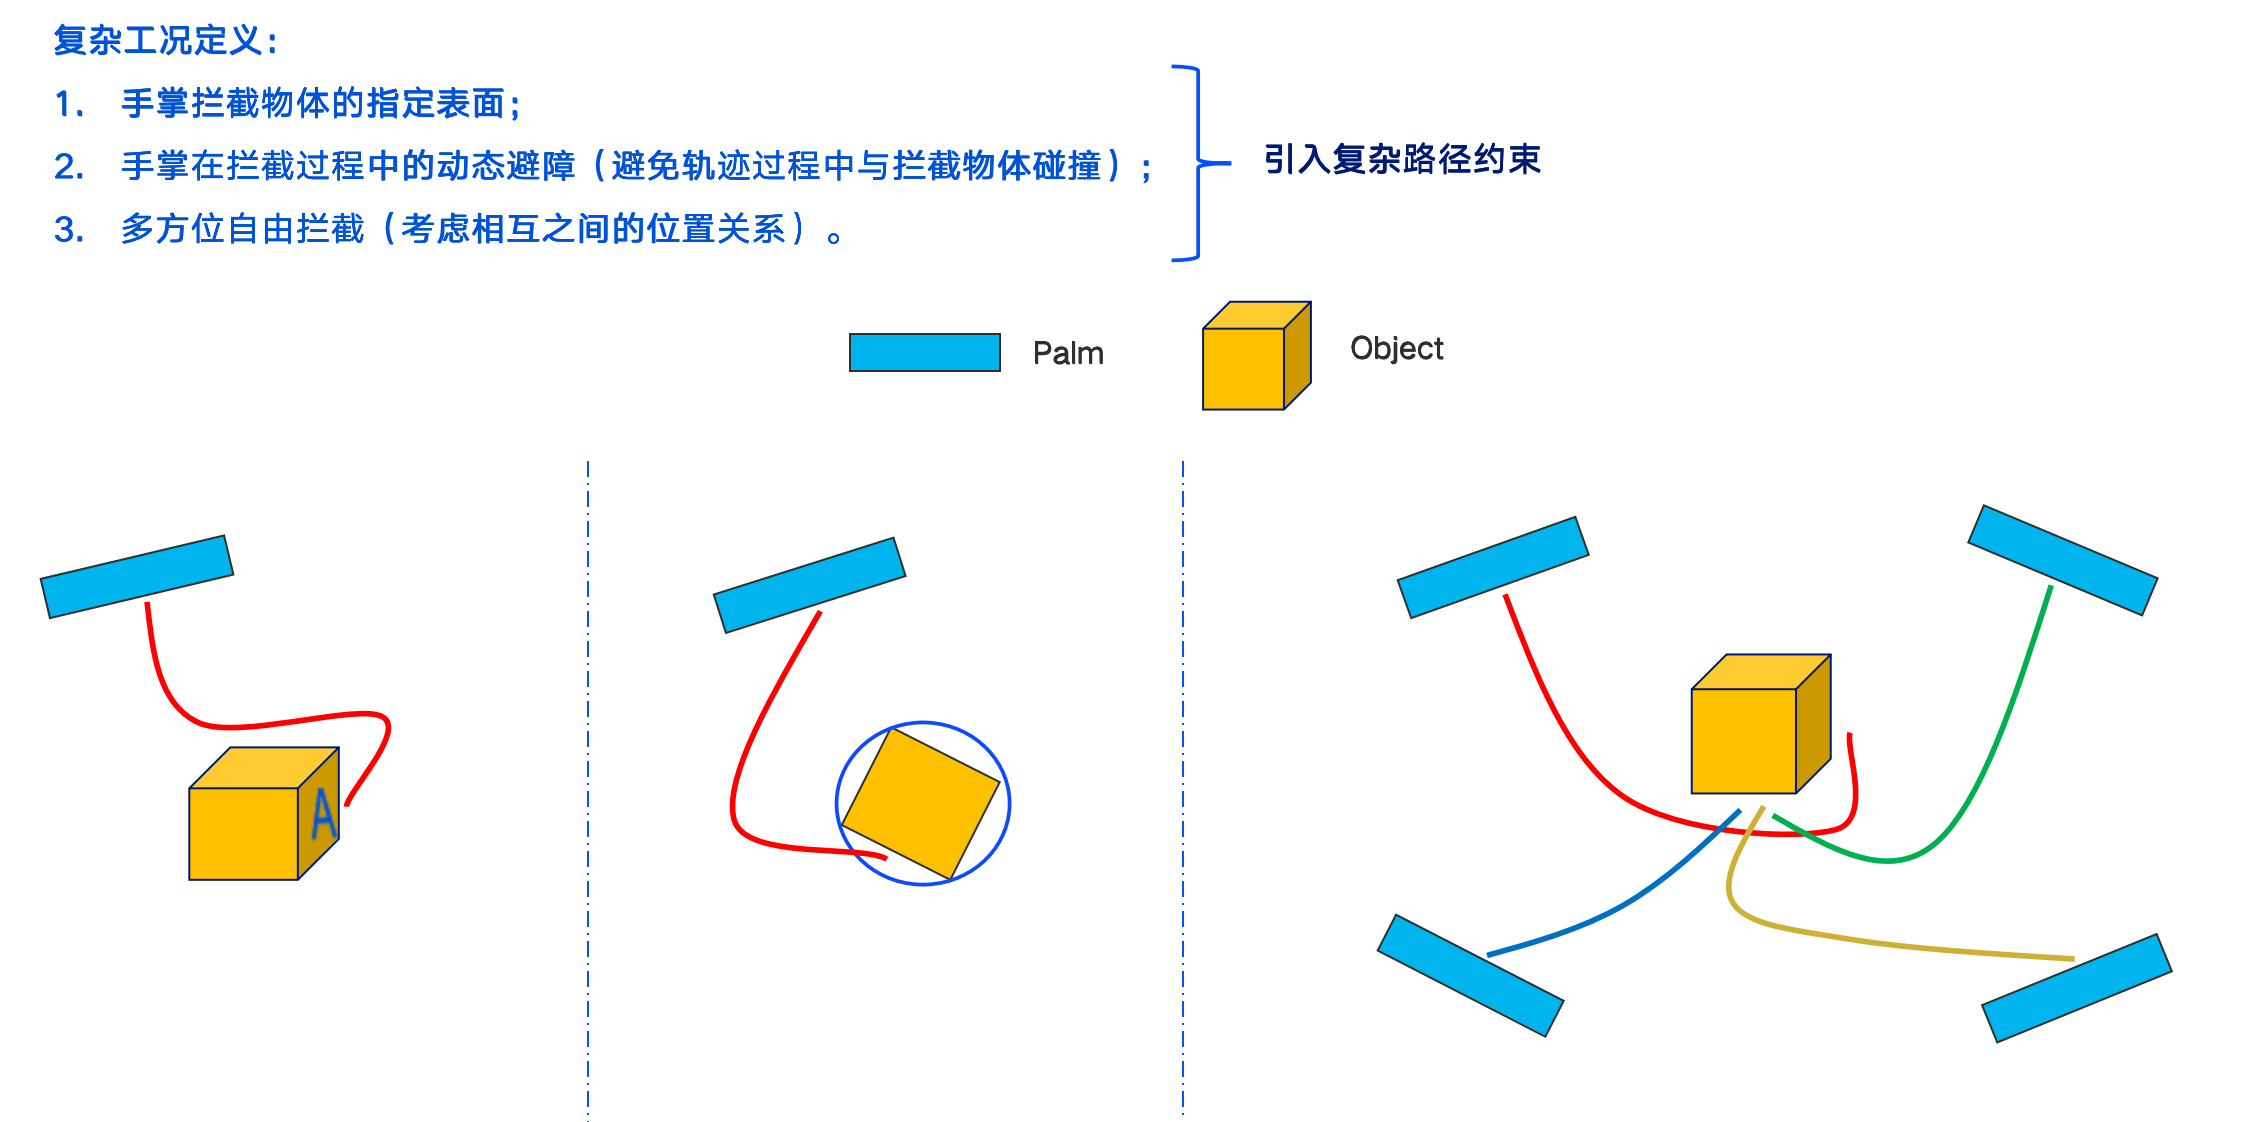 复杂工况定义：
1. 手掌拦截物体的指定表面；
2. 手掌在拦截过程中的动态避障（避免轨迹过程中与拦截物体碰撞）；
3. 多方位自由拦截（考虑相互之间的位置关系）。
引入复杂路径约束
Palm
Object
A